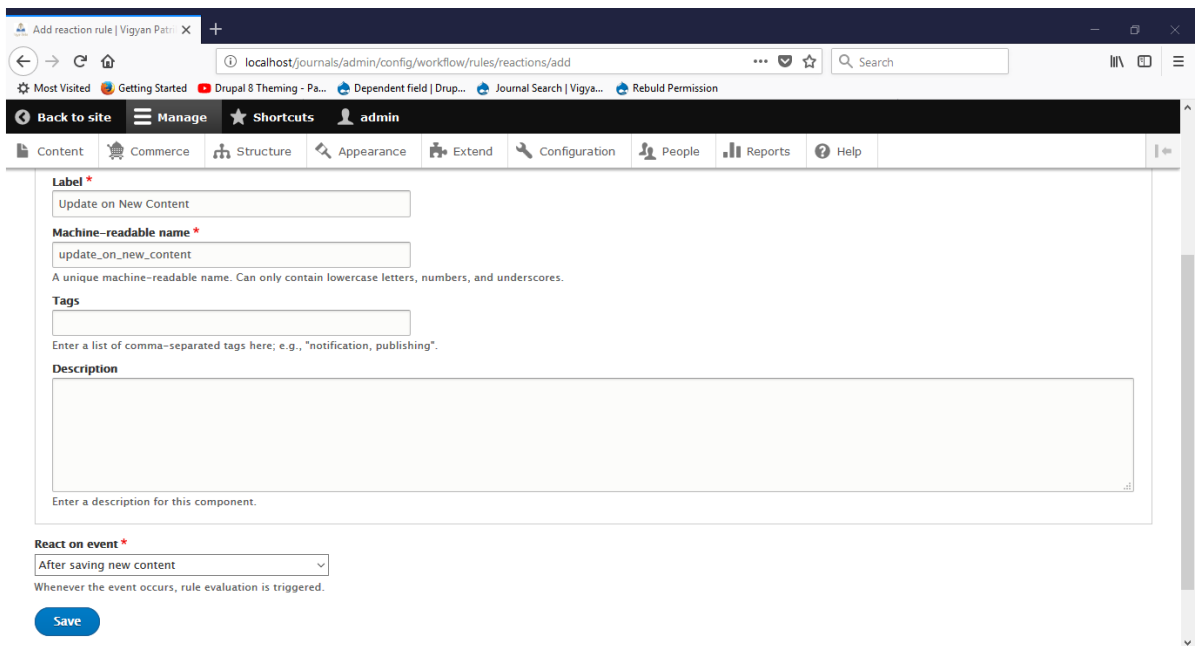 Add reaction rule | Vigyan Patri
localhost/journals/admin/config/workflow/rules/reactions/add
Search
Most Visited Getting Started Drupal 8 Theming - Pa... Dependent field | Drup... Journal Search | Vigya... Rebuld Permission
Back to site Manage Shortcuts admin
Content Commerce Structure Appearance Extend Configuration People Reports Help
Label *
Update on New Content
Machine-readable name *
update_on_new_content
A unique machine-readable name. Can only contain lowercase letters, numbers, and underscores.
Tags
Enter a list of comma-separated tags here; e.g., "notification, publishing".
Description
Enter a description for this component.
React on event *
After saving new content
Whenever the event occurs, rule evaluation is triggered.
Save